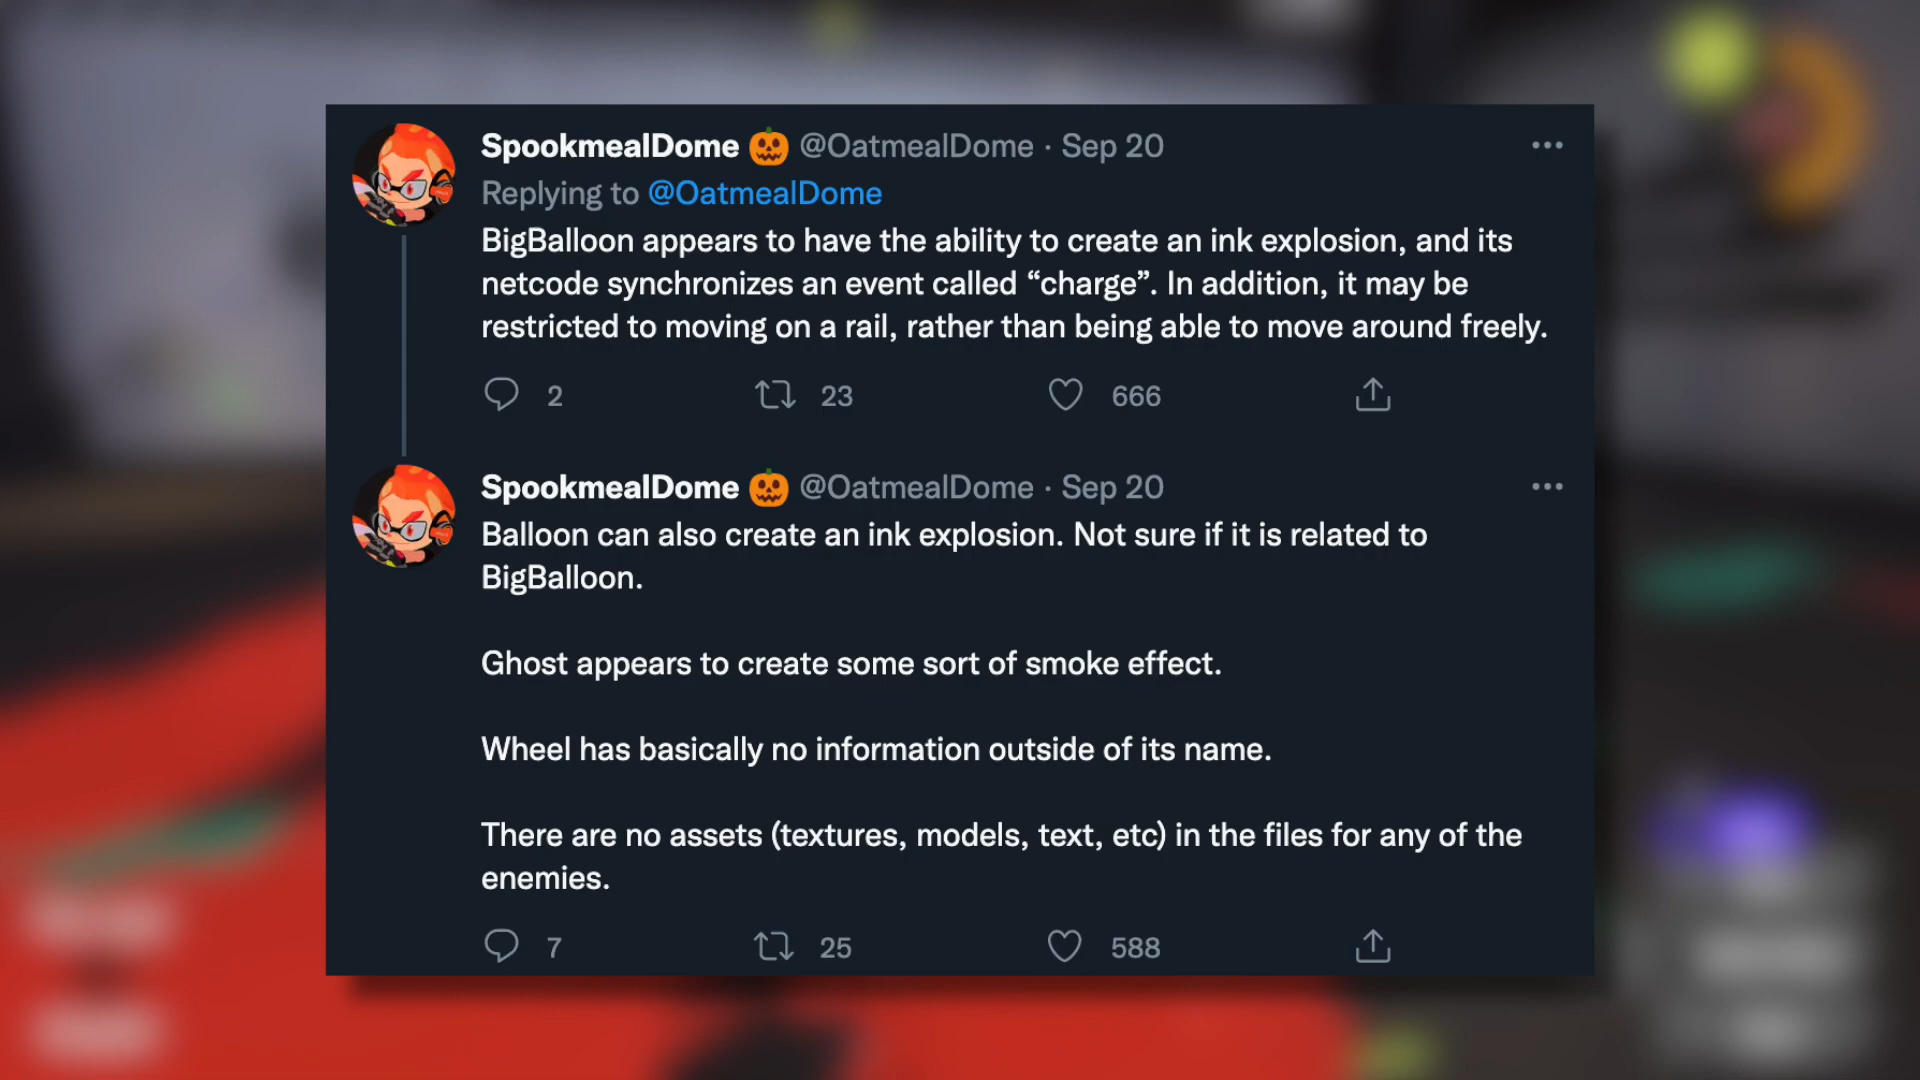 SpookmealDome 🎃 @OatmealDome · Sep 20
Replying to @OatmealDome
BigBalloon appears to have the ability to create an ink explosion, and its
netcode synchronizes an event called “charge”. In addition, it may be
restricted to moving on a rail, rather than being able to move around freely.
2 23 666
SpookmealDome 🎃 @OatmealDome · Sep 20
Balloon can also create an ink explosion. Not sure if it is related to
BigBalloon.
Ghost appears to create some sort of smoke effect.
Wheel has basically no information outside of its name.
There are no assets (textures, models, text, etc) in the files for any of the
enemies.
7 25 588